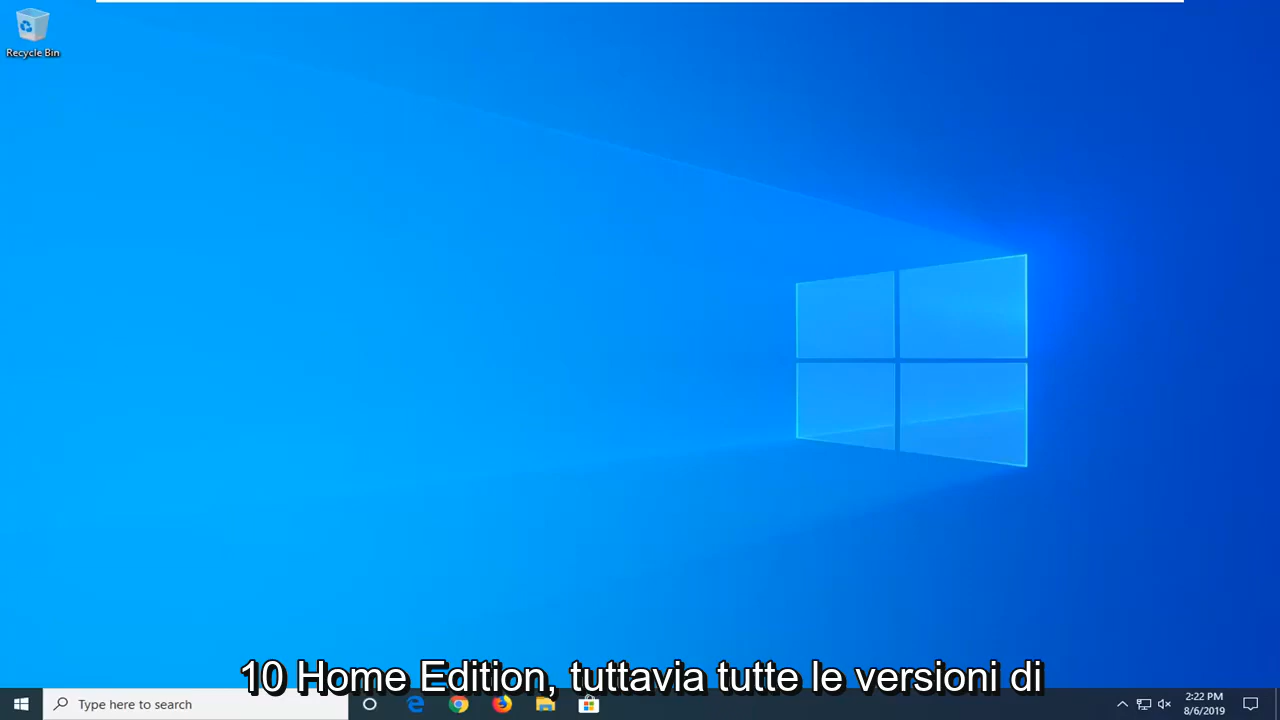 Recycle Bin
10 Home Edition, tuttavia tutte le versioni di
Type here to search
2:22 PM
8/6/2019